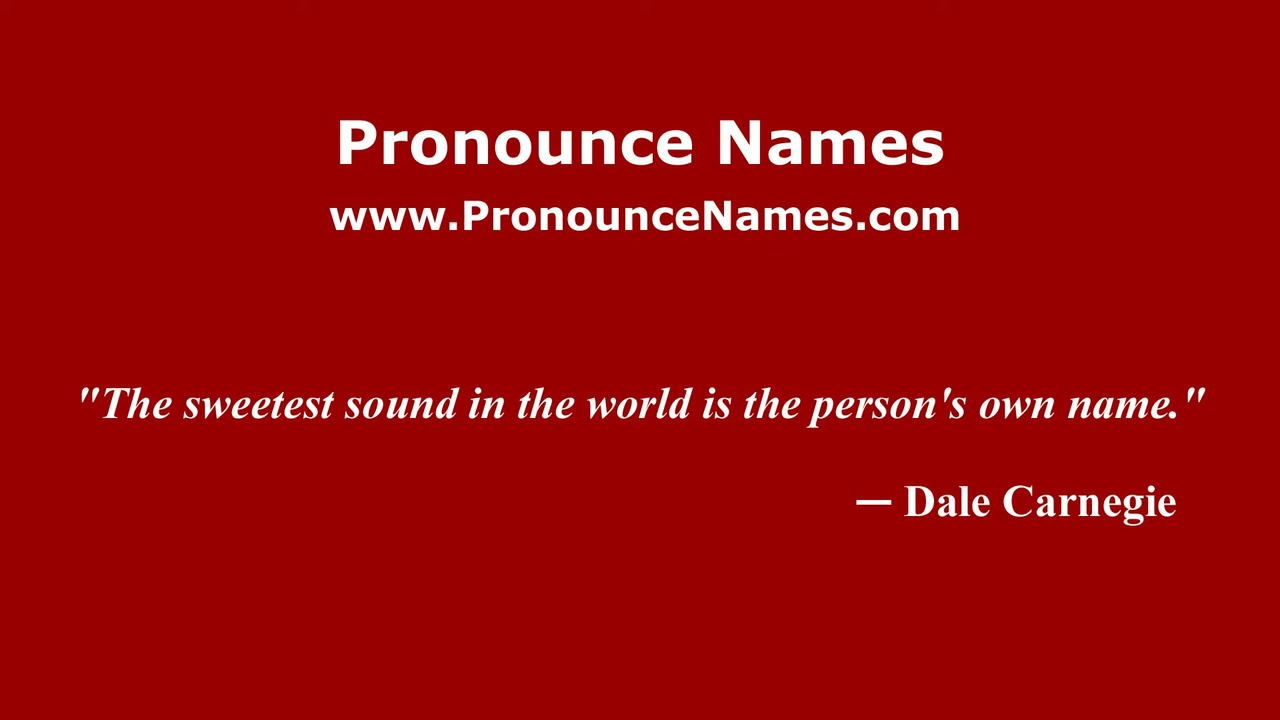 Pronounce Names
www.PronounceNames.com
"The sweetest sound in the world is the person's own name."
— Dale Carnegie